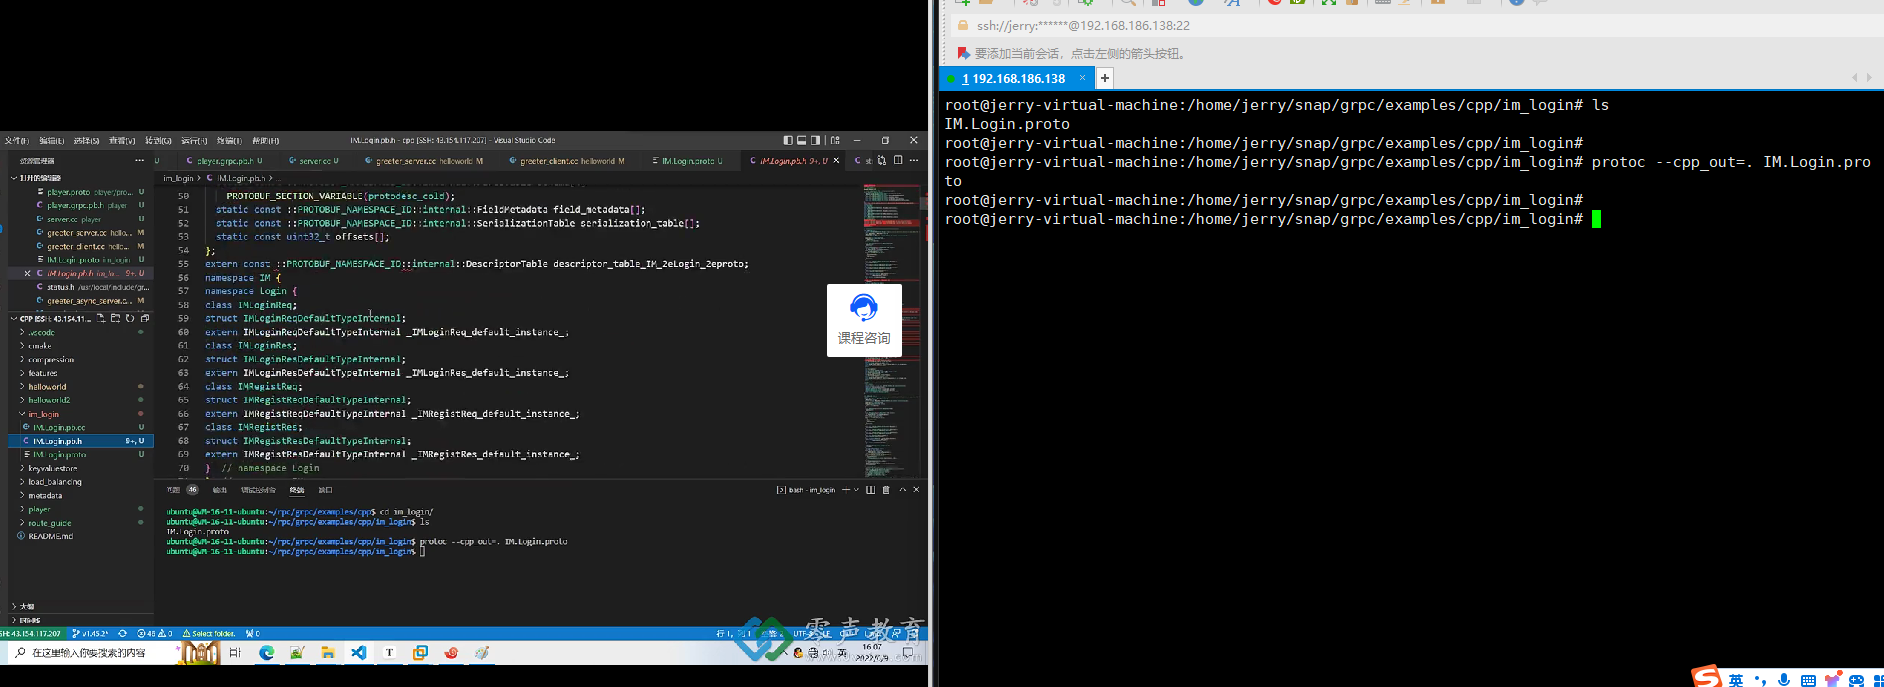 文件(F) 编辑(E) 选择(S) 查看(V) 转到(G) 运行(R) 终端(T) 帮助(H) IM.Login.pb.h - cpp [SSH: 43.154.117.207] - Visual Studio Code
资源管理器 ··· U player.grpc.pb.h U server.cc U greeter_server.cc helloworld M greeter_client.cc helloworld M IM.Login.proto U IM.Login.pb.h 9+, U
打开的编辑器
im_login > IM.Login.pb.h > ...
player.proto player/pro... U
player.grpc.pb.h player U
server.cc player U
greeter_server.cc hello... M
greeter_client.cc hello... M
IM.Login.proto im_login U
IM.Login.pb.h im_lo... 9+, U
status.h /usr/local/include/gr...
greeter_async_server.c... M
CPP [SSH: 43.154.11...
.vscode
cmake
compression
features
helloworld
helloworld2
im_login
IM.Login.pb.cc U
IM.Login.pb.h 9+, U
IM.Login.proto U
keyvaluestore
load_balancing
metadata
player
route_guide
README.md
大纲
50 PROTOBUF_SECTION_VARIABLE(protodesc_cold);
51 static const ::PROTOBUF_NAMESPACE_ID::internal::FieldMetadata field_metadata[];
52 static const ::PROTOBUF_NAMESPACE_ID::internal::SerializationTable serialization_table[];
53 static const uint32_t offsets[];
54 };
55 extern const ::PROTOBUF_NAMESPACE_ID::internal::DescriptorTable descriptor_table_IM_2eLogin_2eproto;
56 namespace IM {
57 namespace Login {
58 class IMLoginReq;
59 struct IMLoginReqDefaultTypeInternal;
60 extern IMLoginReqDefaultTypeInternal _IMLoginReq_default_instance_;
61 class IMLoginRes;
62 struct IMLoginResDefaultTypeInternal;
63 extern IMLoginResDefaultTypeInternal _IMLoginRes_default_instance_;
64 class IMRegistReq;
65 struct IMRegistReqDefaultTypeInternal;
66 extern IMRegistReqDefaultTypeInternal _IMRegistReq_default_instance_;
67 class IMRegistRes;
68 struct IMRegistResDefaultTypeInternal;
69 extern IMRegistResDefaultTypeInternal _IMRegistRes_default_instance_;
70 } // namespace Login
课程咨询
问题 46 输出 调试控制台 终端 端口 bash - im_login
ubuntu@VM-16-11-ubuntu:~/rpc/grpc/examples/cpp$ cd im_login/
ubuntu@VM-16-11-ubuntu:~/rpc/grpc/examples/cpp/im_login$ ls
IM.Login.proto
ubuntu@VM-16-11-ubuntu:~/rpc/grpc/examples/cpp/im_login$ protoc --cpp_out=. IM.Login.proto
ubuntu@VM-16-11-ubuntu:~/rpc/grpc/examples/cpp/im_login$
SH: 43.154.117.207 v1.45.2* 46 0 Select folder. 0 行 1,
零声教育
在这里输入你要搜索的内容 英 16:07
2022/6/9
ssh://jerry:******@192.168.186.138:22
要添加当前会话，点击左侧的箭头按钮。
1 192.168.186.138 × +
root@jerry-virtual-machine:/home/jerry/snap/grpc/examples/cpp/im_login# ls
IM.Login.proto
root@jerry-virtual-machine:/home/jerry/snap/grpc/examples/cpp/im_login#
root@jerry-virtual-machine:/home/jerry/snap/grpc/examples/cpp/im_login# protoc --cpp_out=. IM.Login.pro
to
root@jerry-virtual-machine:/home/jerry/snap/grpc/examples/cpp/im_login#
root@jerry-virtual-machine:/home/jerry/snap/grpc/examples/cpp/im_login#
英